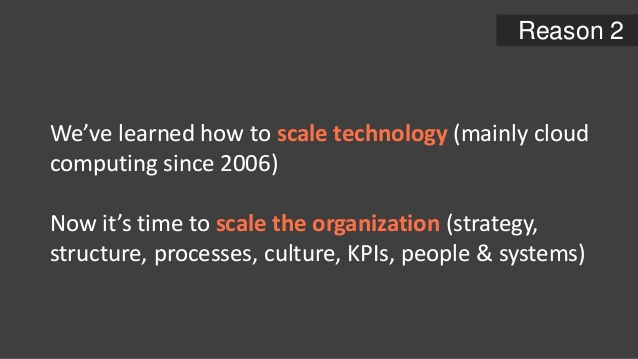 Reason 2
We’ve learned how to scale technology (mainly cloud
computing since 2006)
Now it’s time to scale the organization (strategy,
structure, processes, culture, KPIs, people & systems)